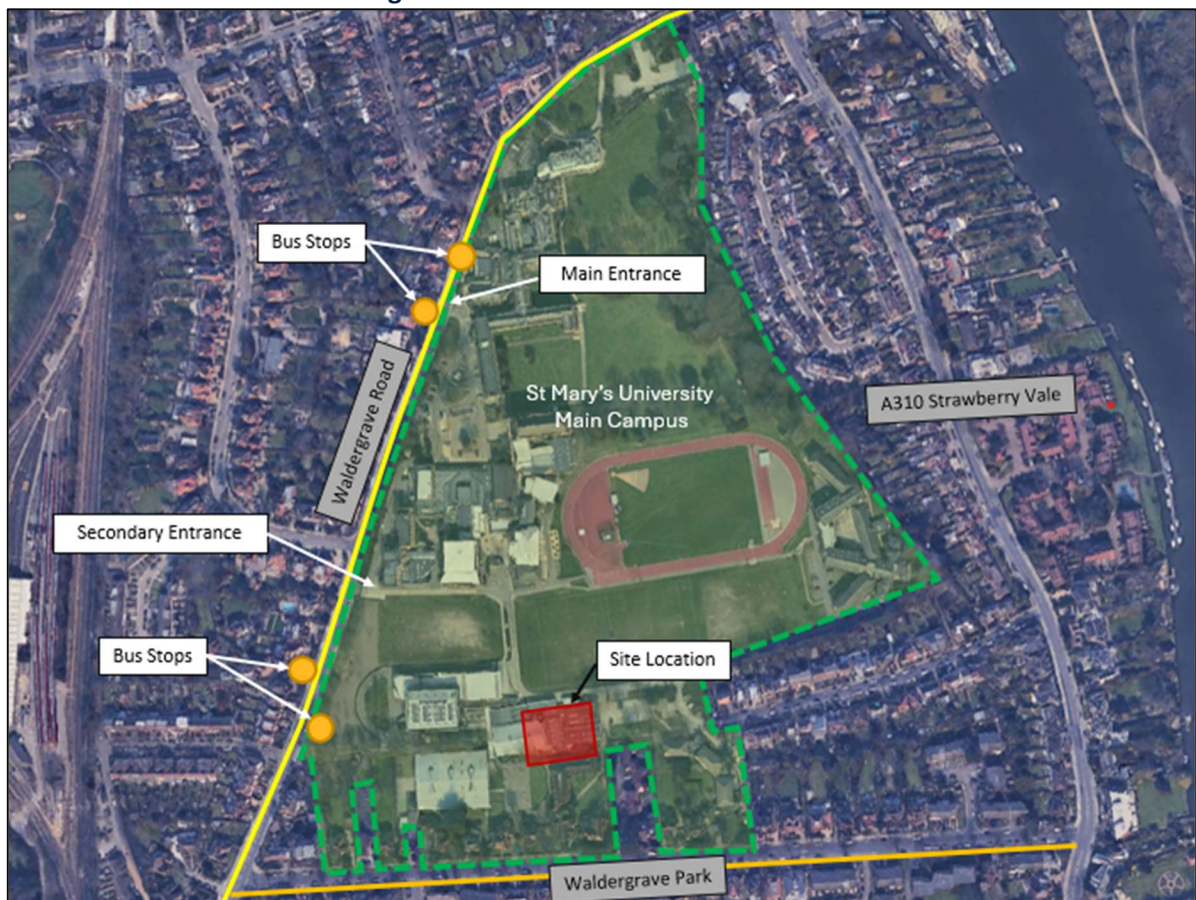 Bus Stops
Main Entrance
Waldergrave Road
St Mary's University
Main Campus
A310 Strawberry Vale
Secondary Entrance
Bus Stops
Site Location
Waldergrave Park